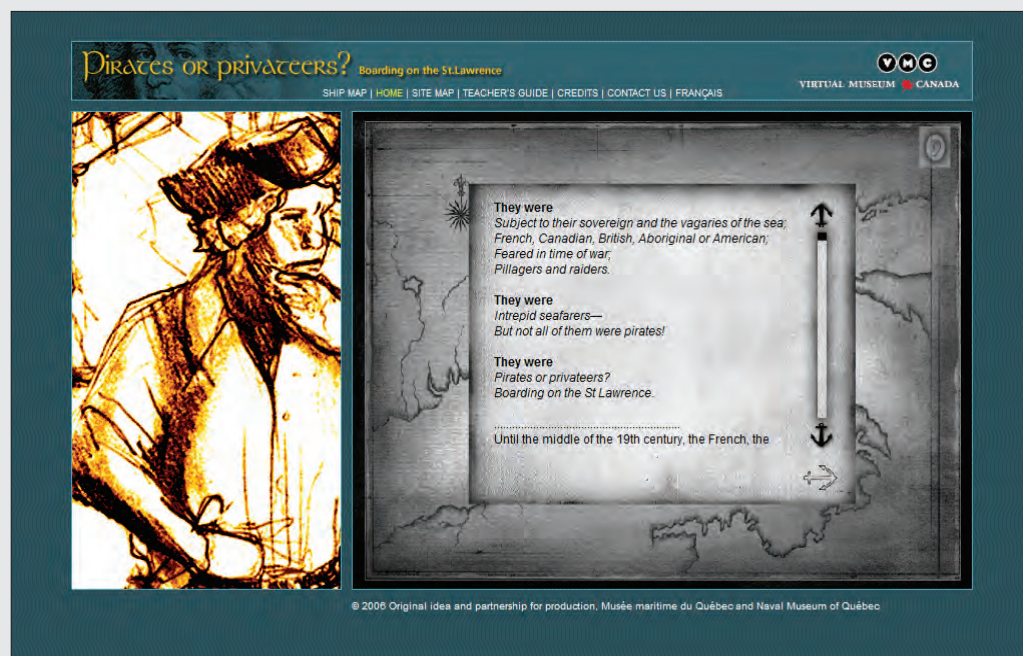 Pirates or privateers? Boarding on the St.Lawrence
VMC
VIRTUAL MUSEUM CANADA
SHIP MAP | HOME | SITE MAP | TEACHER'S GUIDE | CREDITS | CONTACT US | FRANÇAIS
They were
Subject to their sovereign and the vagaries of the sea;
French, Canadian, British, Aboriginal or American;
Feared in time of war;
Pillagers and raiders.
They were
Intrepid seafarers—
But not all of them were pirates!
They were
Pirates or privateers?
Boarding on the St Lawrence.
Until the middle of the 19th century, the French, the
© 2006 Original idea and partnership for production, Musée maritime du Québec and Naval Museum of Québec